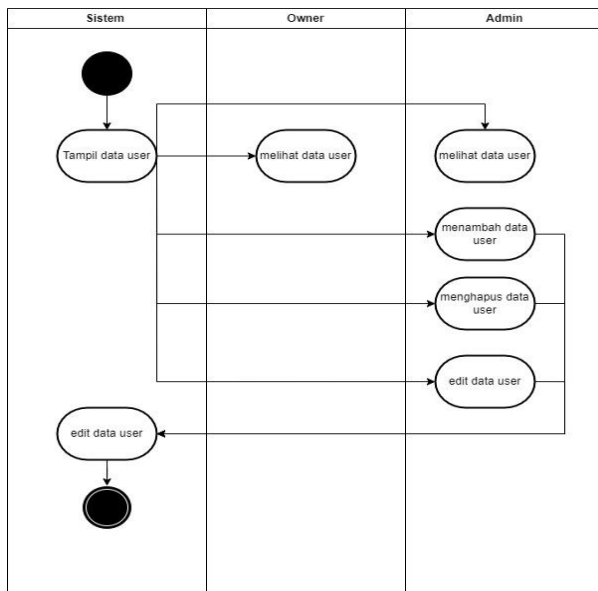 Sistem
Owner
Admin
Tampil data user
melihat data user
melihat data user
menambah data
user
menghapus data
user
edit data user
edit data user